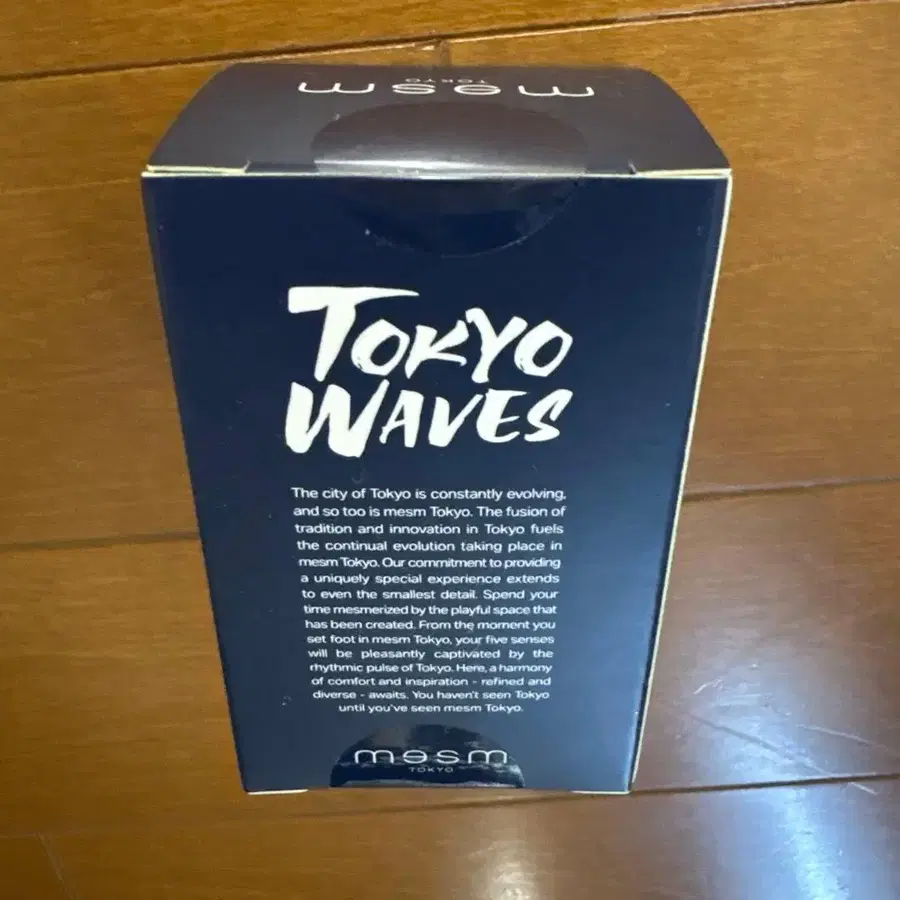 mesm
TOKYO
TOKYO
WAVES
The city of Tokyo is constantly evolving,
and so too is mesm Tokyo. The fusion of
tradition and innovation in Tokyo fuels
the continual evolution taking place in
mesm Tokyo. Our commitment to providing
a uniquely special experience extends
to even the smallest detail. Spend your
time mesmerized by the playful space that
has been created. From the moment you
set foot in mesm Tokyo, your five senses
will be pleasantly captivated by the
rhythmic pulse of Tokyo. Here, a harmony
of comfort and inspiration - refined and
diverse - awaits. You haven't seen Tokyo
until you've seen mesm Tokyo.
mesm
TOKYO